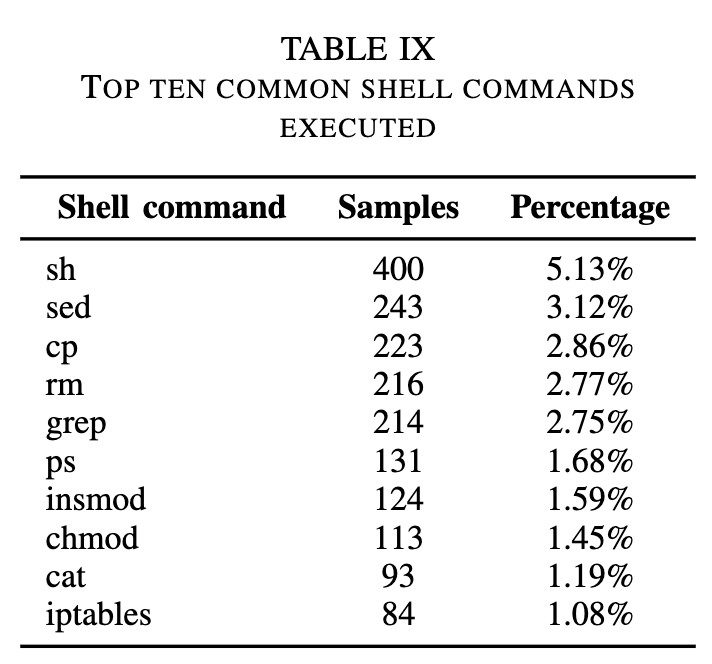 TABLE IX
TOP TEN COMMON SHELL COMMANDS
EXECUTED
Shell command Samples Percentage
sh 400 5.13%
sed 243 3.12%
cp 223 2.86%
rm 216 2.77%
grep 214 2.75%
ps 131 1.68%
insmod 124 1.59%
chmod 113 1.45%
cat 93 1.19%
iptables 84 1.08%